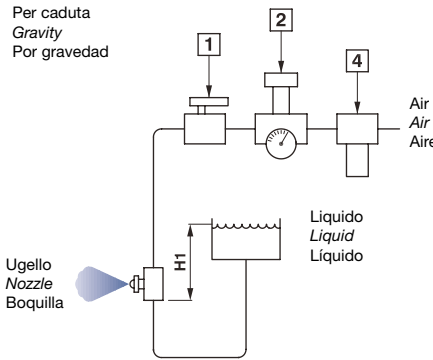 Per caduta
Gravity
Por gravedad
1
2
4
Air
Air
Aire
H1
Liquido
Liquid
Líquido
Ugello
Nozzle
Boquilla